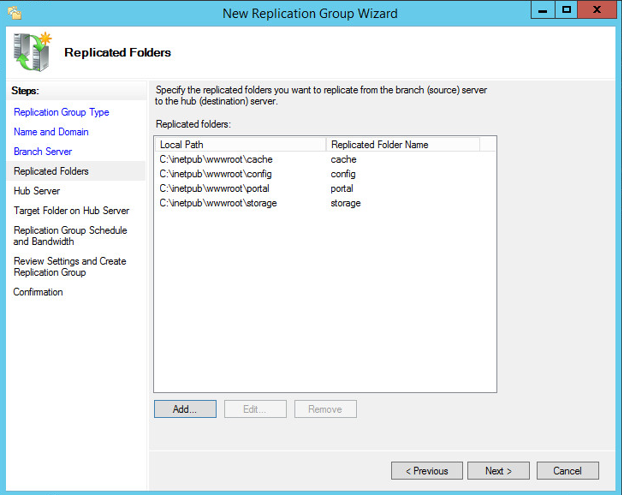 New Replication Group Wizard
Replicated Folders
Steps:
Replication Group Type
Name and Domain
Branch Server
Replicated Folders
Hub Server
Target Folder on Hub Server
Replication Group Schedule
and Bandwidth
Review Settings and Create
Replication Group
Confirmation
Specify the replicated folders you want to replicate from the branch (source) server
to the hub (destination) server.
Replicated folders:
Local Path Replicated Folder Name
C:\inetpub\wwwroot\cache cache
C:\inetpub\wwwroot\config config
C:\inetpub\wwwroot\portal portal
C:\inetpub\wwwroot\storage storage
Add... Edit... Remove
< Previous Next > Cancel